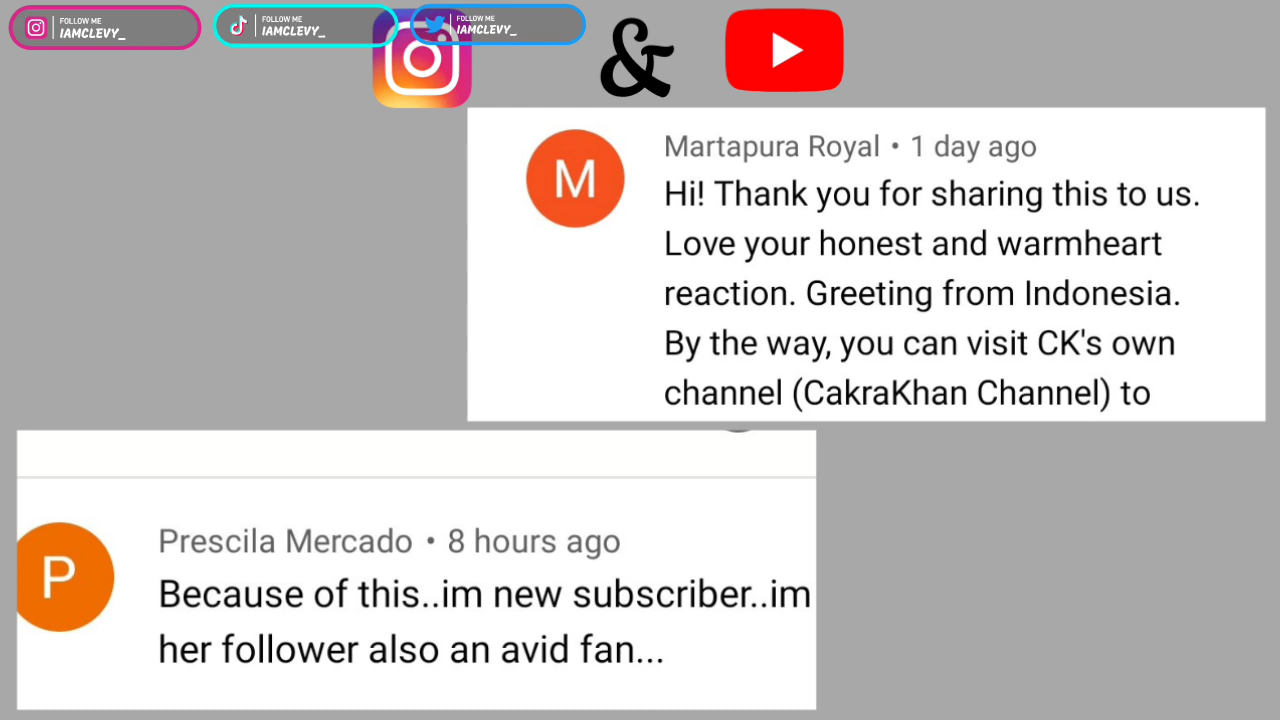 FOLLOW ME
IAMCLEVY_
FOLLOW ME
IAMCLEVY_
FOLLOW ME
IAMCLEVY_
&
M
Martapura Royal • 1 day ago
Hi! Thank you for sharing this to us.
Love your honest and warmheart
reaction. Greeting from Indonesia.
By the way, you can visit CK's own
channel (CakraKhan Channel) to
P
Prescila Mercado • 8 hours ago
Because of this..im new subscriber..im
her follower also an avid fan...